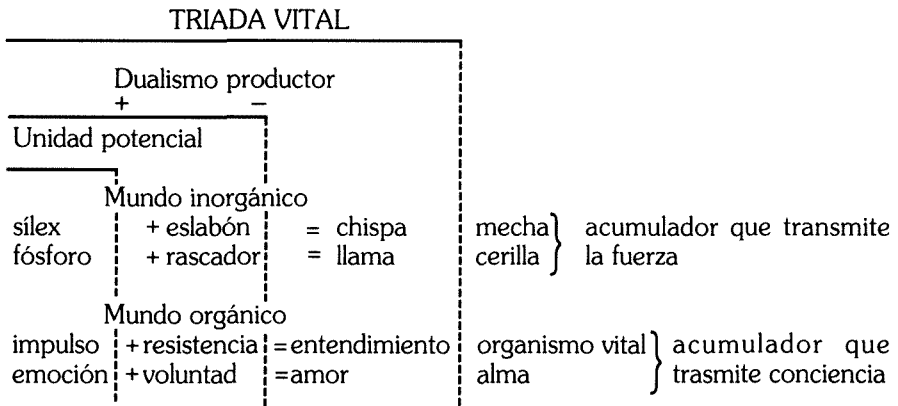 TRIADA VITAL
Dualismo productor
+ −
Unidad potencial
Mundo inorgánico
sílex + eslabón = chispa mecha } acumulador que transmite
fósforo + rascador = llama cerilla } la fuerza
Mundo orgánico
impulso + resistencia = entendimiento organismo vital } acumulador que
emoción + voluntad = amor alma } trasmite conciencia